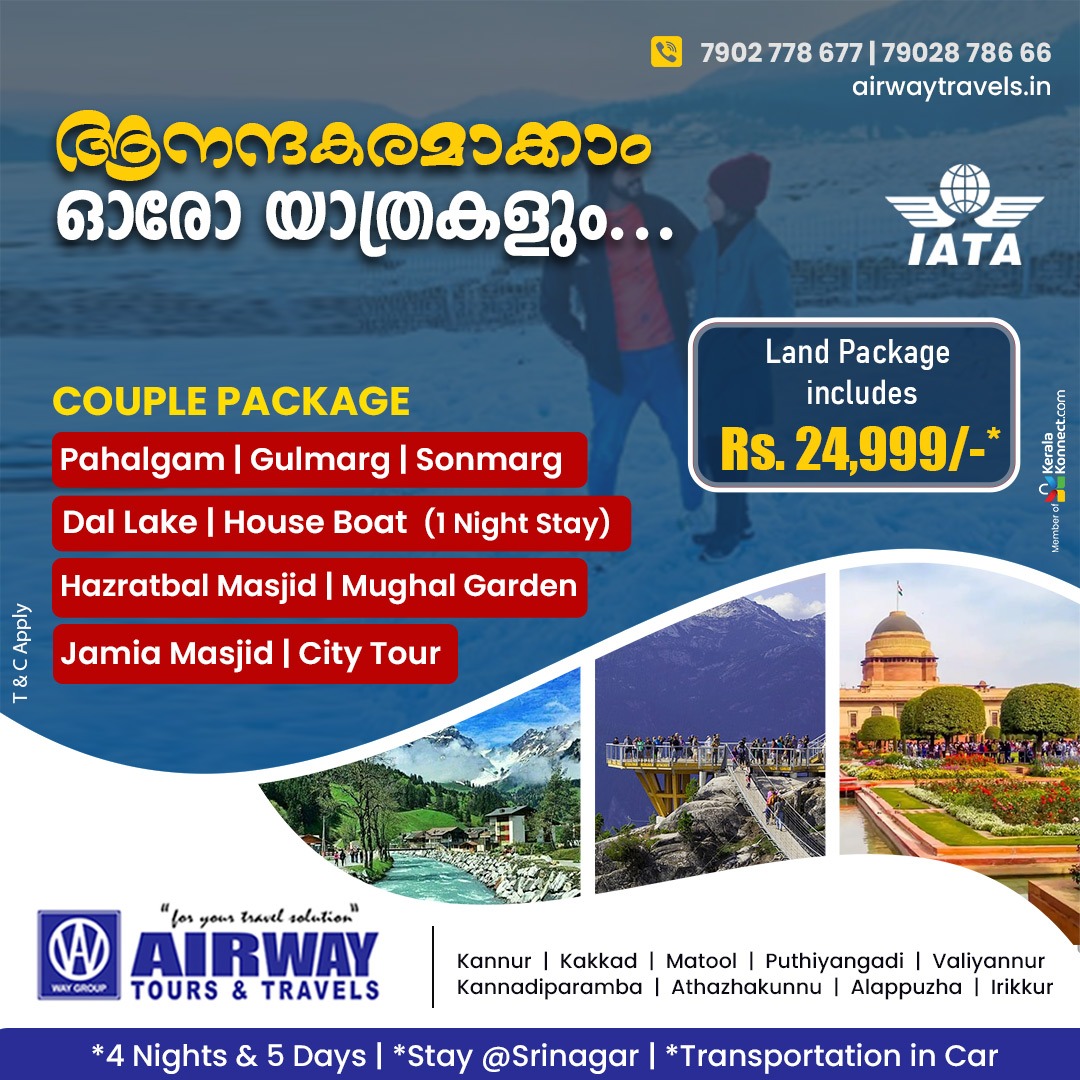 7902 778 677 | 79028 786 66
airwaytravels.in
ആനന്ദകരമാക്കാം
ഓരോ യാത്രകളും...
IATA
Land Package
includes
Rs. 24,999/-*
COUPLE PACKAGE
Pahalgam | Gulmarg | Sonmarg
Dal Lake | House Boat (1 Night Stay)
Hazratbal Masjid | Mughal Garden
Jamia Masjid | City Tour
T & C Apply
Member of Kerala
Konnect.com
"for your travel solution"
WAY
WAY GROUP
AIRWAY
TOURS & TRAVELS
Kannur | Kakkad | Matool | Puthiyangadi | Valiyannur
Kannadiparamba | Athazhakunnu | Alappuzha | Irikkur
*4 Nights & 5 Days | *Stay @Srinagar | *Transportation in Car